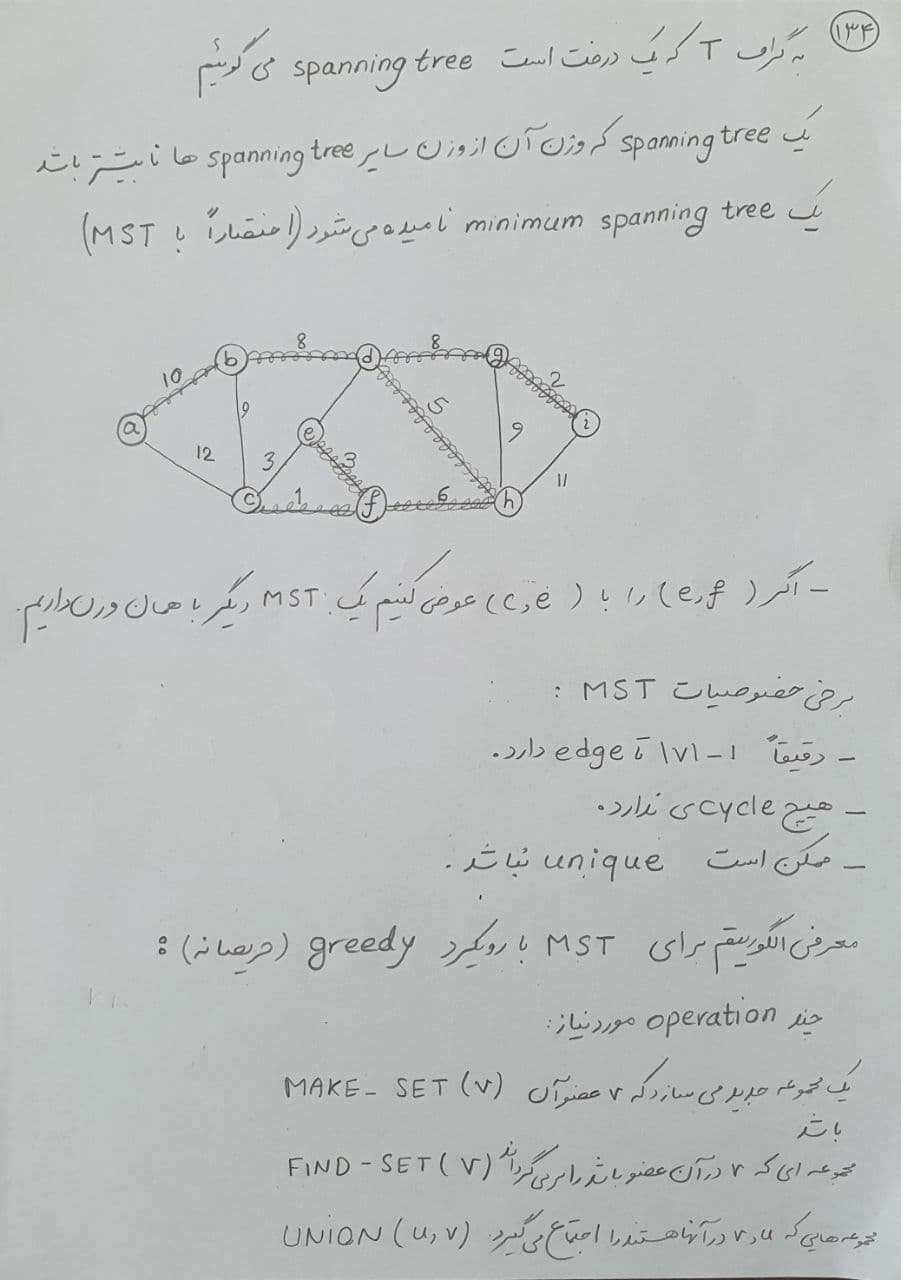 ۱۳۴
به گراف T که یک درخت است spanning tree می گوییم
یک spanning tree که وزن آن از وزن سایر spanning tree ها نابیشتر باشد
یک minimum spanning tree نامیده می شود (اختصاراً با MST)
8 8
b d g
10 2
5
a 9 e i
12 3 3 9
11
c 1 f 6 h
- اگر (e,f) را با (c,e) عوض کنیم یک MST دیگر با همان وزن داریم.
برخی خصوصیات MST :
- دقیقاً |V|-1 تا edge دارد.
- هیچ cycle ی ندارد.
- ممکن است unique نباشد.
معرفی الگوریتم برای MST با رویکرد greedy (حریصانه) :
چند operation مورد نیاز:
MAKE-SET (V) یک مجموعه جدید می سازد که v عضو آن
باشد
FIND-SET (V) مجموعه ای که v در آن عضو باشد را بر می گرداند
UNION (u,v) مجموعه هایی که u و v در آنها هستند را اجتماع می گیرد.